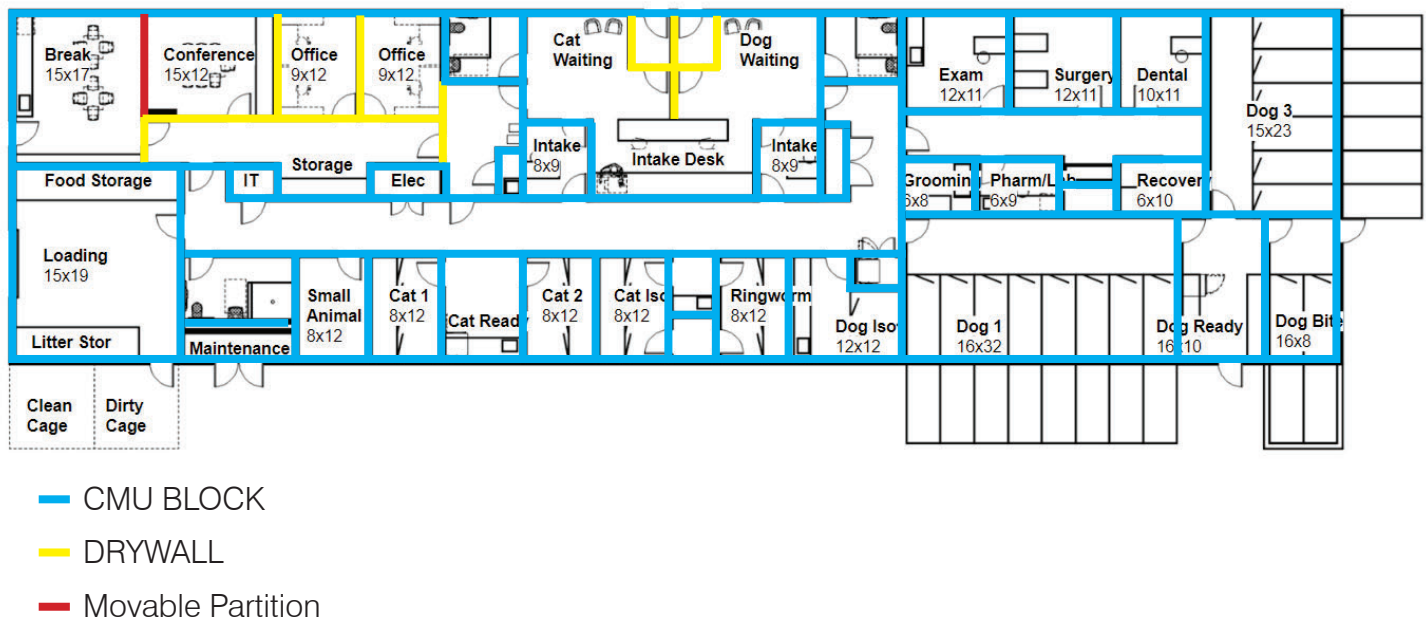 Break
15x17
Conference
15x12
Office
9x12
Office
9x12
Cat
Waiting
Dog
Waiting
Exam
12x11
Surgery
12x11
Dental
10x11
Dog 3
15x23
Storage
Intake
8x9
Intake Desk
Intake
8x9
Food Storage
IT
Elec
Grooming
6x8
Pharm/Lab
6x9
Recovery
6x10
Loading
15x19
Small
Animal
8x12
Cat 1
8x12
Cat Ready
Cat 2
8x12
Cat Iso
8x12
Ringworm
8x12
Dog Iso
12x12
Dog 1
16x32
Dog Ready
16x10
Dog Bite
16x8
Litter Stor
Maintenance
Clean
Cage
Dirty
Cage
CMU BLOCK
DRYWALL
Movable Partition